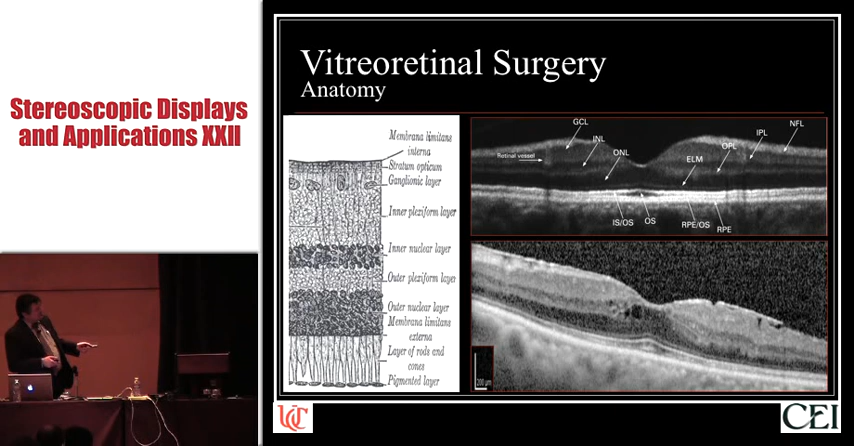 Stereoscopic Displays
and Applications XXII
Vitreoretinal Surgery
Anatomy
Membrana limitans
interna
Stratum opticum
Ganglionic layer
Inner plexiform layer
Inner nuclear layer
Outer plexiform layer
Outer nuclear layer
Membrana limitans
externa
Layer of rods and
cones
Pigmented layer
GCL
INL
ONL
Retinal vessel
ELM
OPL
IPL
NFL
IS/OS
OS
RPE/OS
RPE
200 µm
UC
CEI